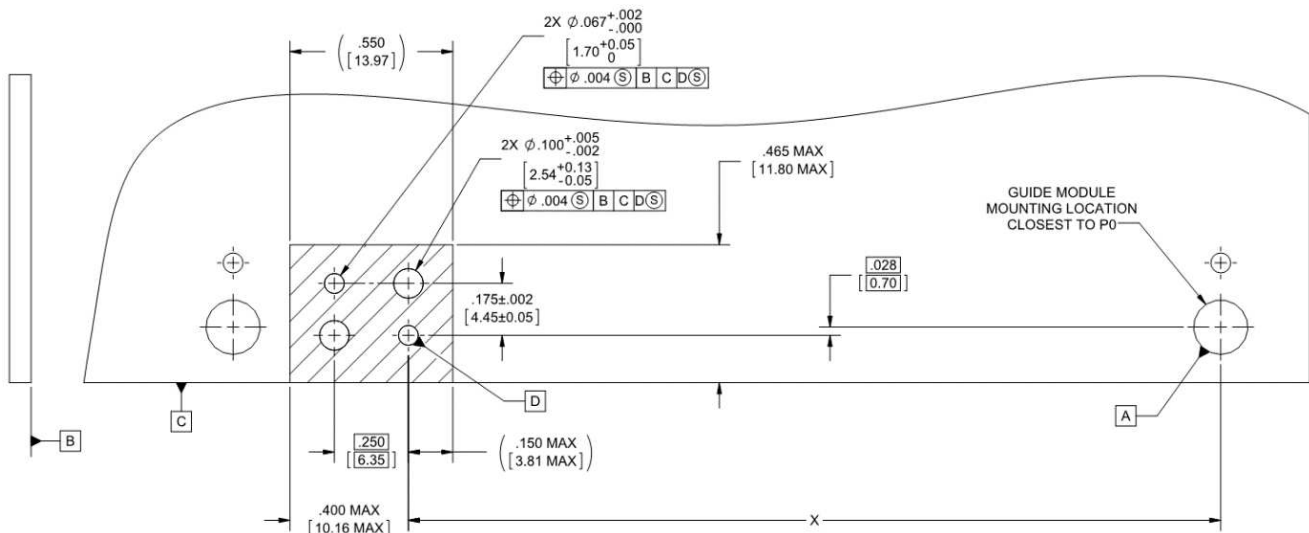 2X ⌀.067 +.002 -.000
[1.70 +0.05 0]
⌖ ⌀.004 Ⓢ B C DⓈ
(.550
[13.97])
2X ⌀.100 +.005 -.002
[2.54 +0.13 -0.05]
⌖ ⌀.004 Ⓢ B C DⓈ
.465 MAX
[11.80 MAX]
GUIDE MODULE
MOUNTING LOCATION
CLOSEST TO P0
.028
[0.70]
.175±.002
[4.45±0.05]
D
A
C
B
.250
[6.35]
(.150 MAX
[3.81 MAX])
.400 MAX
[10.16 MAX]
X